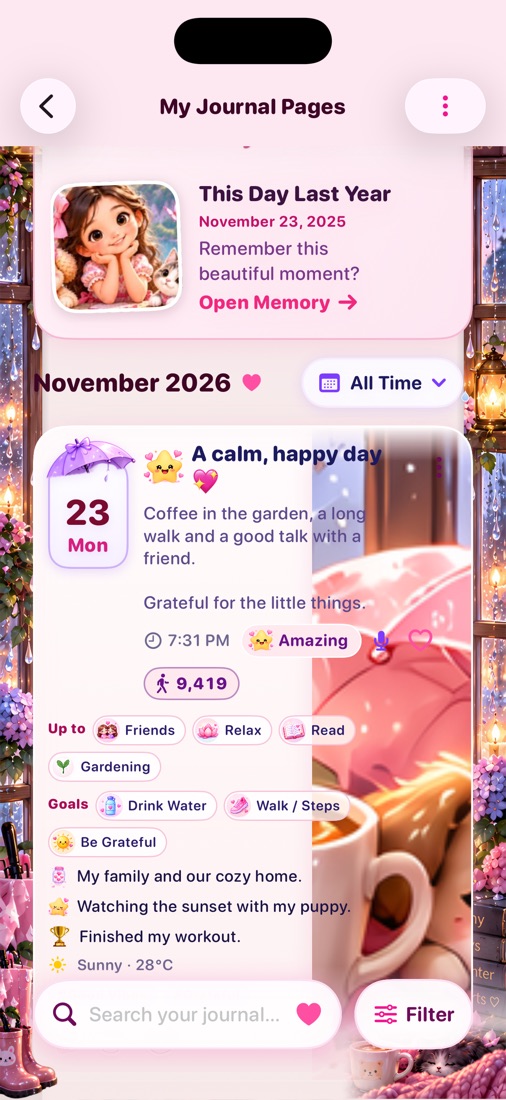 My Journal Pages
This Day Last Year
November 23, 2025
Remember this
beautiful moment?
Open Memory →
November 2026
All Time
23
Mon
A calm, happy day
Coffee in the garden, a long
walk and a good talk with a
friend.
Grateful for the little things.
7:31 PM
Amazing
9,419
Up to
Friends
Relax
Read
Gardening
Goals
Drink Water
Walk / Steps
Be Grateful
My family and our cozy home.
Watching the sunset with my puppy.
Finished my workout.
Sunny · 28°C
Search your journal...
Filter